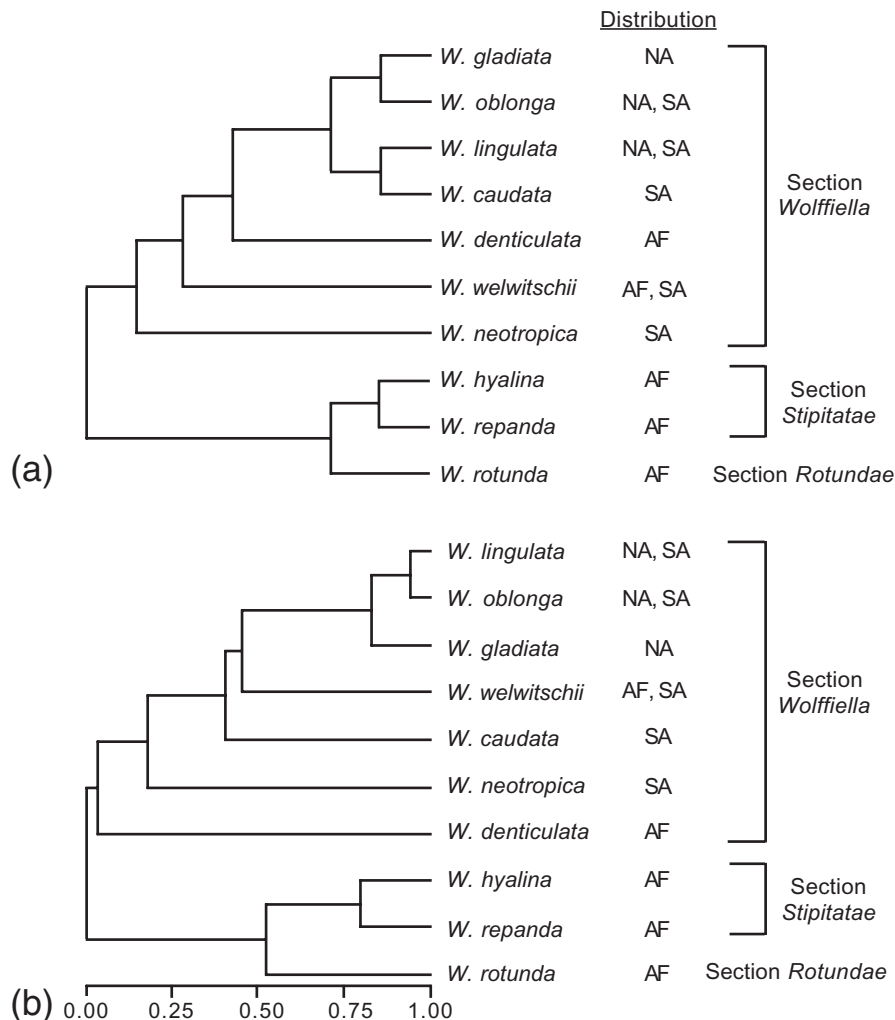 Distribution
W. gladiata NA
W. oblonga NA, SA
W. lingulata NA, SA
W. caudata SA
W. denticulata AF
W. welwitschii AF, SA
W. neotropica SA
Section
Wolffiella
W. hyalina AF
W. repanda AF
Section
Stipitatae
(a)
W. rotunda AF Section Rotundae
W. lingulata NA, SA
W. oblonga NA, SA
W. gladiata NA
W. welwitschii AF, SA
W. caudata SA
W. neotropica SA
W. denticulata AF
Section
Wolffiella
W. hyalina AF
W. repanda AF
Section
Stipitatae
W. rotunda AF Section Rotundae
(b)
0.00 0.25 0.50 0.75 1.00